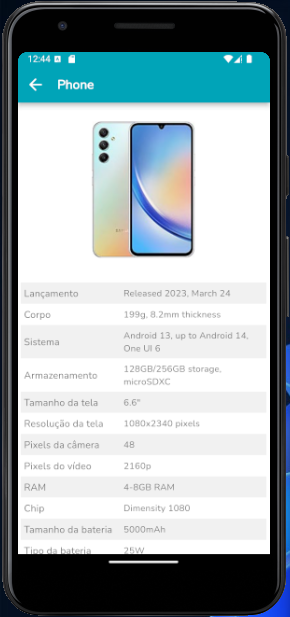 12:44
Phone
Lançamento Released 2023, March 24
Corpo 199g, 8.2mm thickness
Sistema Android 13, up to Android 14,
One UI 6
Armazenamento 128GB/256GB storage,
microSDXC
Tamanho da tela 6.6"
Resolução da tela 1080x2340 pixels
Pixels da câmera 48
Pixels do vídeo 2160p
RAM 4-8GB RAM
Chip Dimensity 1080
Tamanho da bateria 5000mAh
Tipo da bateria 25W